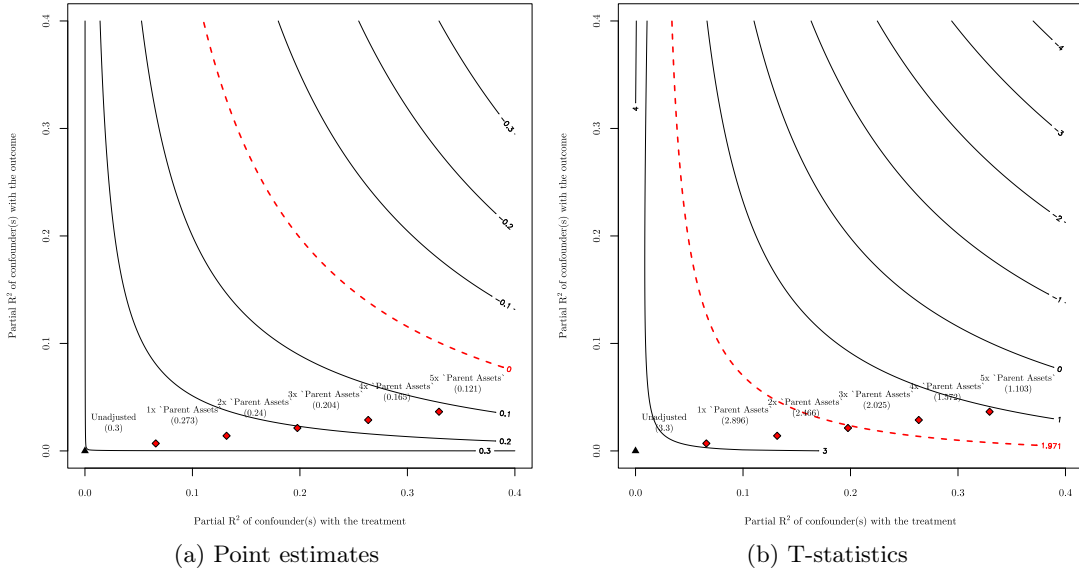 0.4
0.3
0.2
0.1
0.0
Partial R² of confounder(s) with the outcome
-0.3
-0.2
-0.1
0
0.1
0.2
0.3
Unadjusted
(0.3)
1x `Parent Assets`
(0.273)
2x `Parent Assets`
(0.24)
3x `Parent Assets`
(0.204)
4x `Parent Assets`
(0.165)
5x `Parent Assets`
(0.121)
0.0 0.1 0.2 0.3 0.4
Partial R² of confounder(s) with the treatment
(a) Point estimates
0.4
0.3
0.2
0.1
0.0
Partial R² of confounder(s) with the outcome
4
-4
-3
-2
-1
0
1
1.971
3
Unadjusted
(3.3)
1x `Parent Assets`
(2.896)
2x `Parent Assets`
(2.466)
3x `Parent Assets`
(2.025)
4x `Parent Assets`
(1.572)
5x `Parent Assets`
(1.103)
0.0 0.1 0.2 0.3 0.4
Partial R² of confounder(s) with the treatment
(b) T-statistics